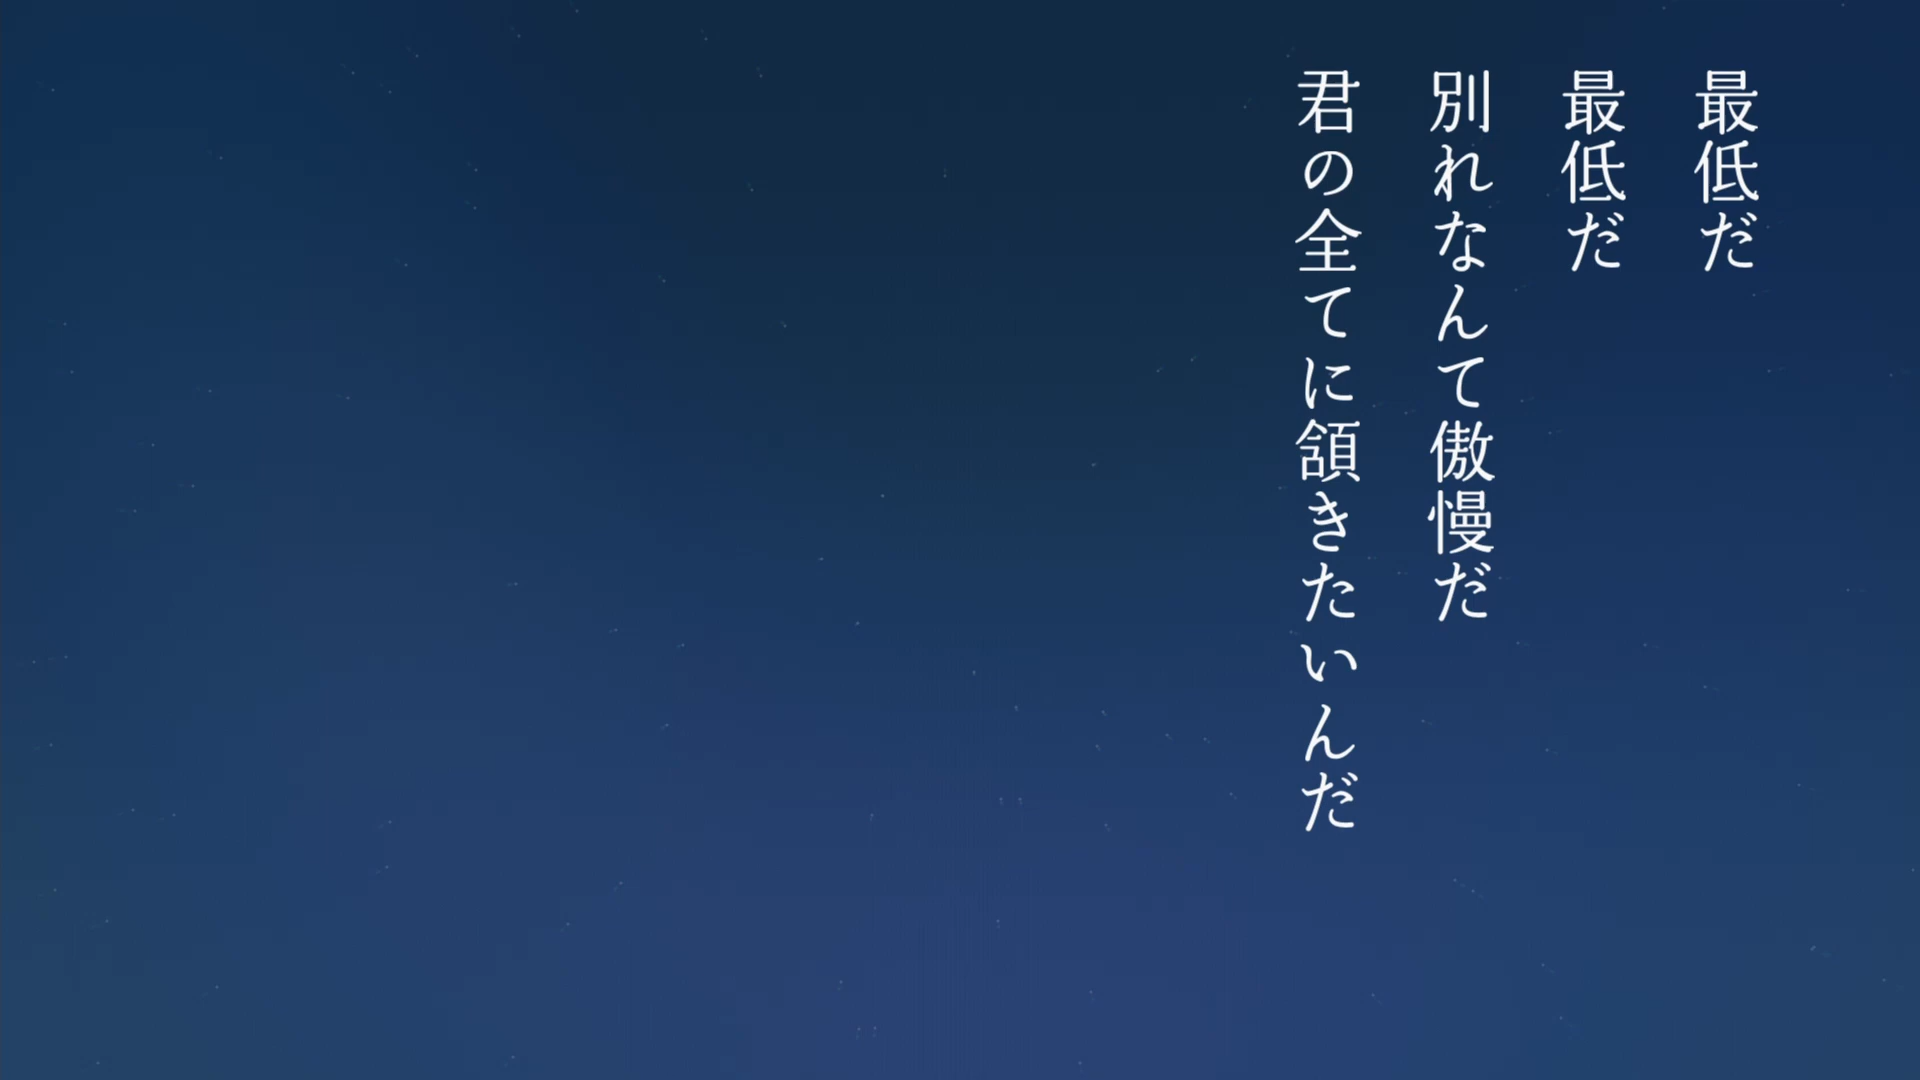 最低だ
最低だ
別れなんて傲慢だ
君の全てに頷きたいんだ